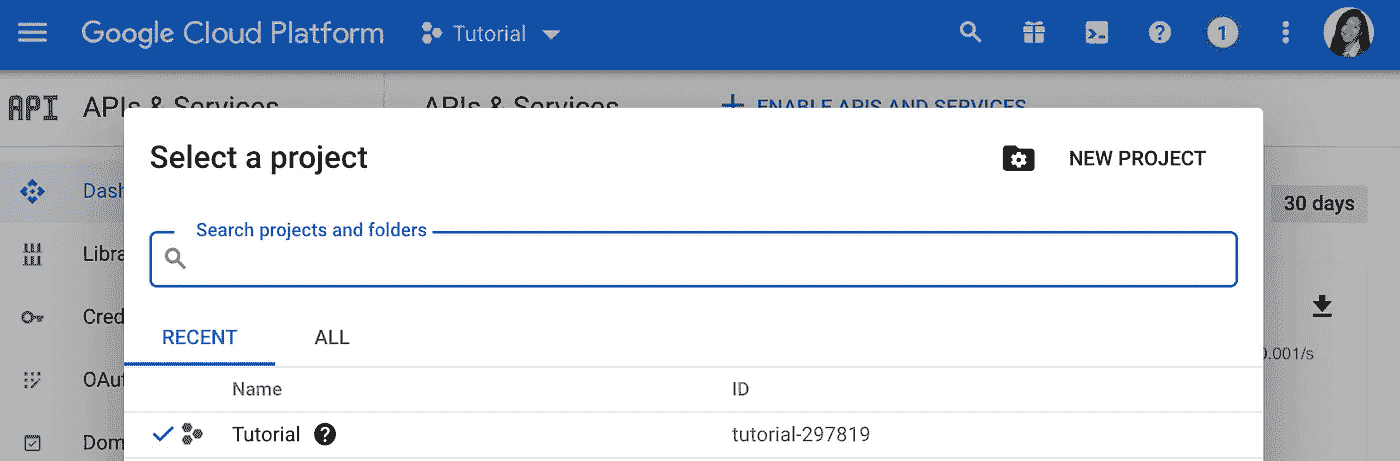 Google Cloud Platform Tutorial 1
API APIs & Services APIs & Services ENABLE APIS AND SERVICES
Select a project NEW PROJECT
Dash
30 days
Search projects and folders
Libra
Cred
RECENT ALL
0.001/s
OAut
Name ID
Dom
Tutorial ? tutorial-297819